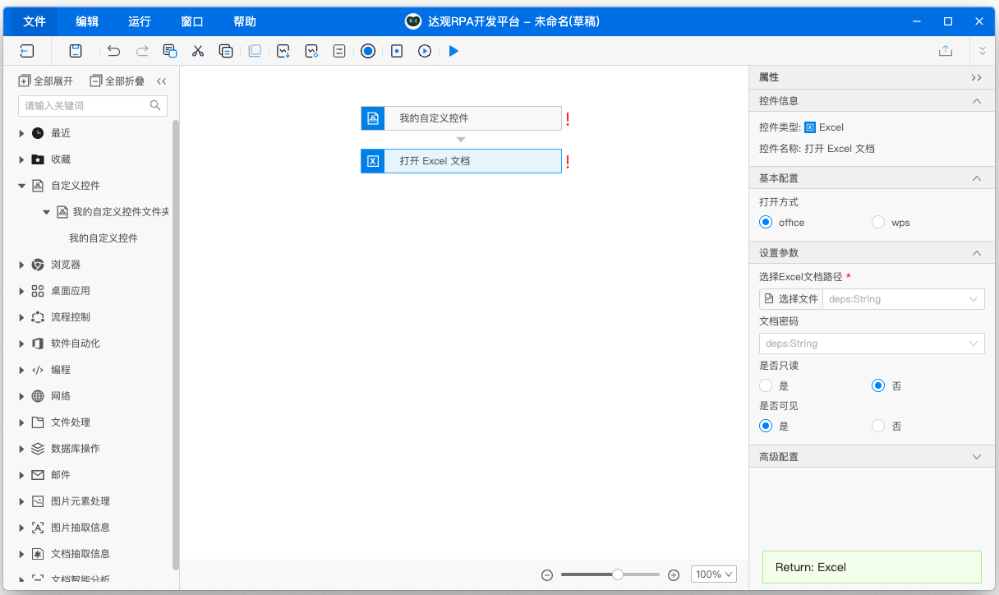 文件 编辑 运行 窗口 帮助 达观RPA开发平台 - 未命名(草稿)
全部展开 全部折叠
请输入关键词
最近
收藏
自定义控件
我的自定义控件文件夹
我的自定义控件
浏览器
桌面应用
流程控制
软件自动化
编程
网络
文件处理
数据库操作
邮件
图片元素处理
图片抽取信息
文档抽取信息
文档智能分析
我的自定义控件 !
打开 Excel 文档 !
100%
属性
控件信息
控件类型: Excel
控件名称: 打开 Excel 文档
基本配置
打开方式
office wps
设置参数
选择Excel文档路径 *
选择文件 deps:String
文档密码
deps:String
是否只读
是 否
是否可见
是 否
高级配置
Return: Excel